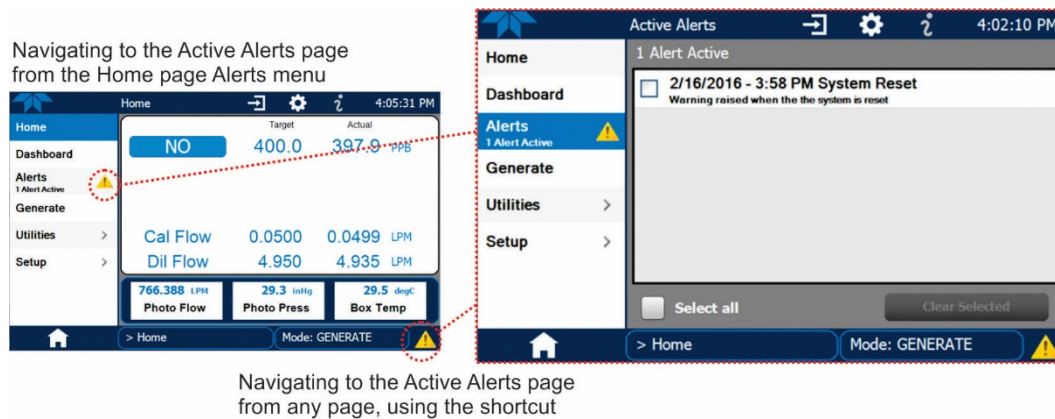 Navigating to the Active Alerts page
from the Home page Alerts menu
Home
4:05:31 PM
Home
Dashboard
Alerts
1 Alert Active
Generate
Utilities >
Setup >
Target Actual
NO 400.0 397.9 PPB
Cal Flow 0.0500 0.0499 LPM
Dil Flow 4.950 4.935 LPM
766.388 LPM
Photo Flow
29.3 inHg
Photo Press
29.5 degC
Box Temp
> Home
Mode: GENERATE
Active Alerts
4:02:10 PM
Home
Dashboard
Alerts
1 Alert Active
Generate
Utilities >
Setup >
1 Alert Active
2/16/2016 - 3:58 PM System Reset
Warning raised when the the system is reset
Select all
Clear Selected
> Home
Mode: GENERATE
Navigating to the Active Alerts page
from any page, using the shortcut